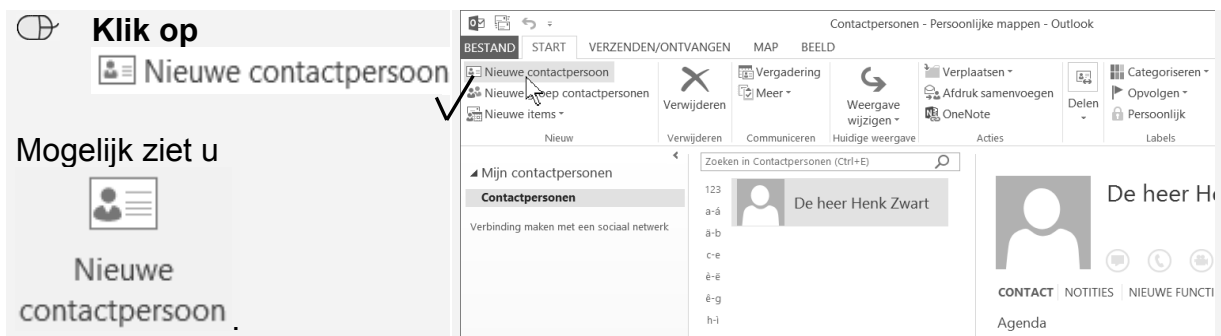 Klik op
Nieuwe contactpersoon
Mogelijk ziet u
Nieuwe
contactpersoon.
Contactpersonen - Persoonlijke mappen - Outlook
BESTAND START VERZENDEN/ONTVANGEN MAP BEELD
Nieuwe contactpersoon
contactpersonen
Nieuwe items
Nieuw
Verwijderen
Verwijderen
Vergadering
Meer
Communiceren
Weergave
wijzigen
Huidige weergave
Verplaatsen
Afdruk samenvoegen
OneNote
Acties
Delen
Categoriseren
Opvolgen
Persoonlijk
Labels
Mijn contactpersonen
Contactpersonen
Verbinding maken met een sociaal netwerk
Zoeken in Contactpersonen (Ctrl+E)
123
a-á
ä-b
c-e
è-ë
ê-g
h-ì
De heer Henk Zwart
De heer H
CONTACT NOTITIES NIEUWE FUNCTI
Agenda